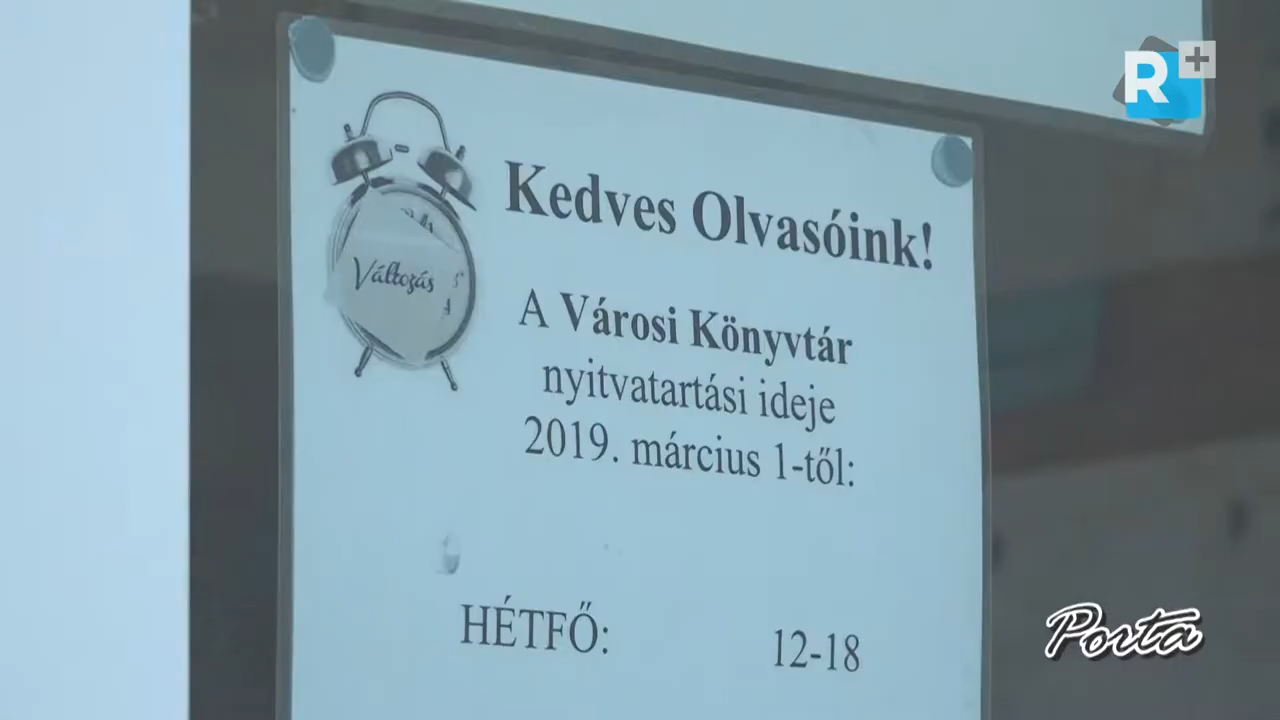 R+
Kedves Olvasóink!
Változás
A Városi Könyvtár
nyitvatartási ideje
2019. március 1-től:
HÉTFŐ: 12-18
Porta